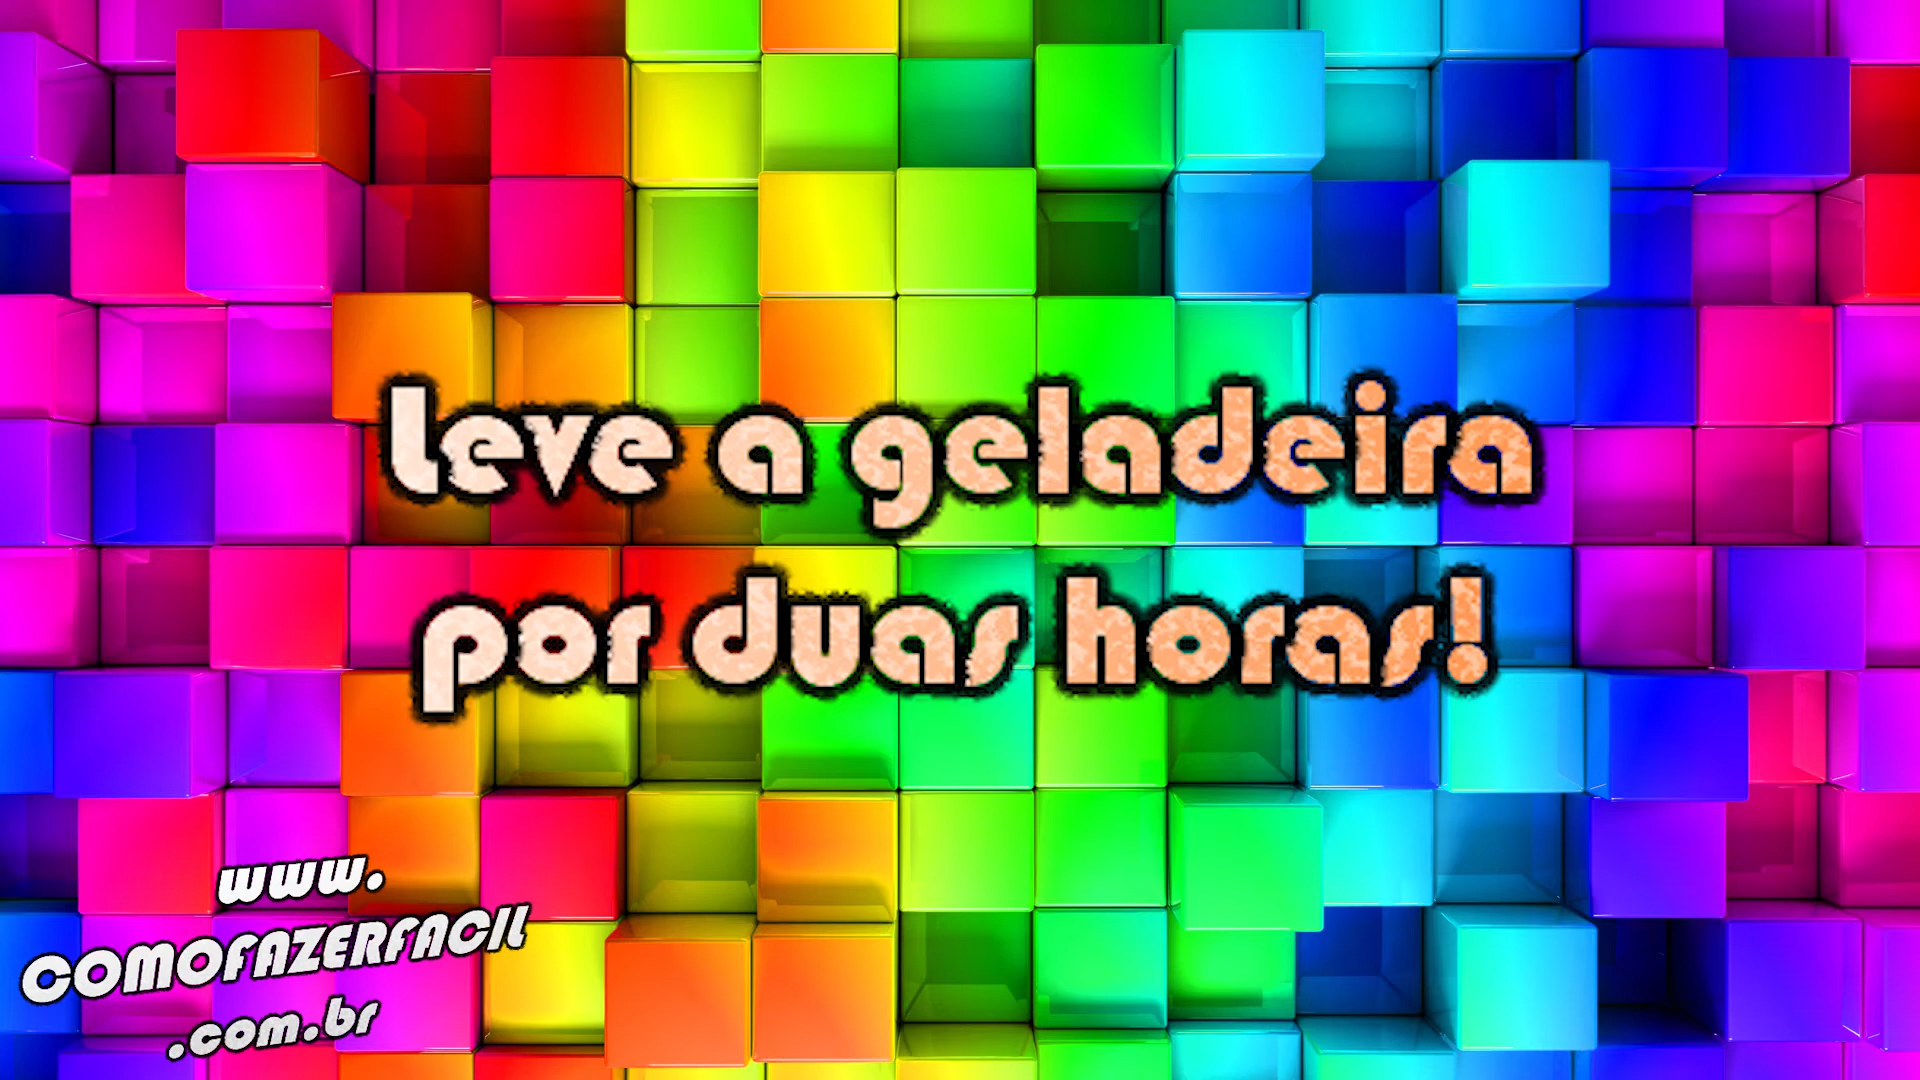 Leve a geladeira
por duas horas!
www.
COMOFAZERFACIL
.com.br